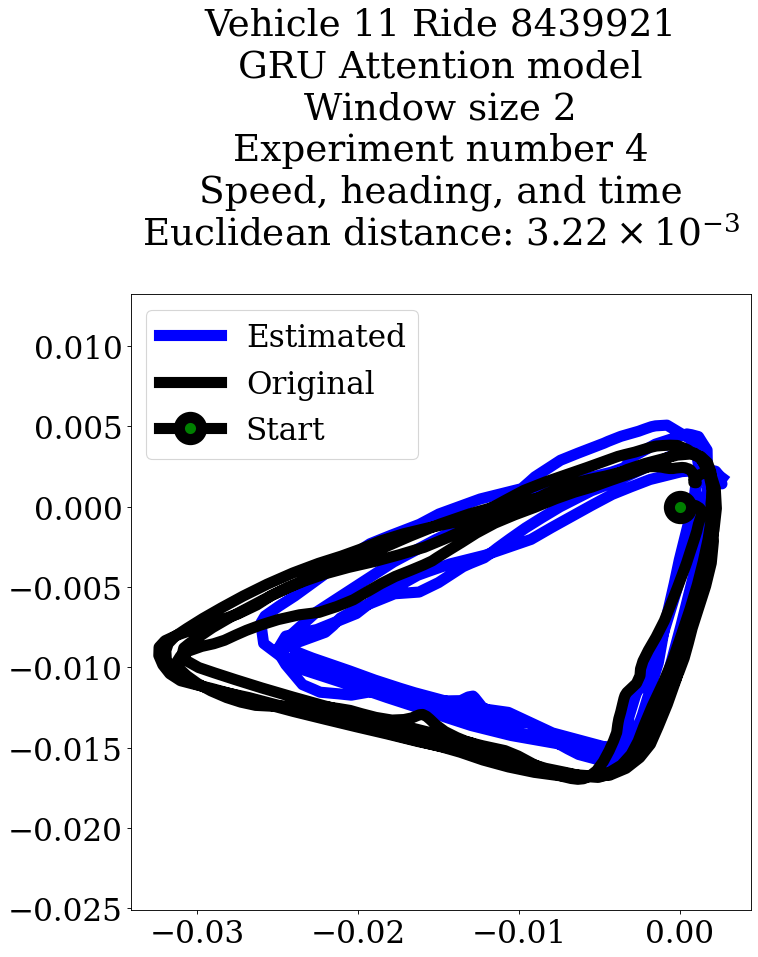 Vehicle 11 Ride 8439921
GRU Attention model
Window size 2
Experiment number 4
Speed, heading, and time
Euclidean distance: 3.22 × 10⁻³
Estimated
Original
Start
0.010
0.005
0.000
−0.005
−0.010
−0.015
−0.020
−0.025
−0.03 −0.02 −0.01 0.00